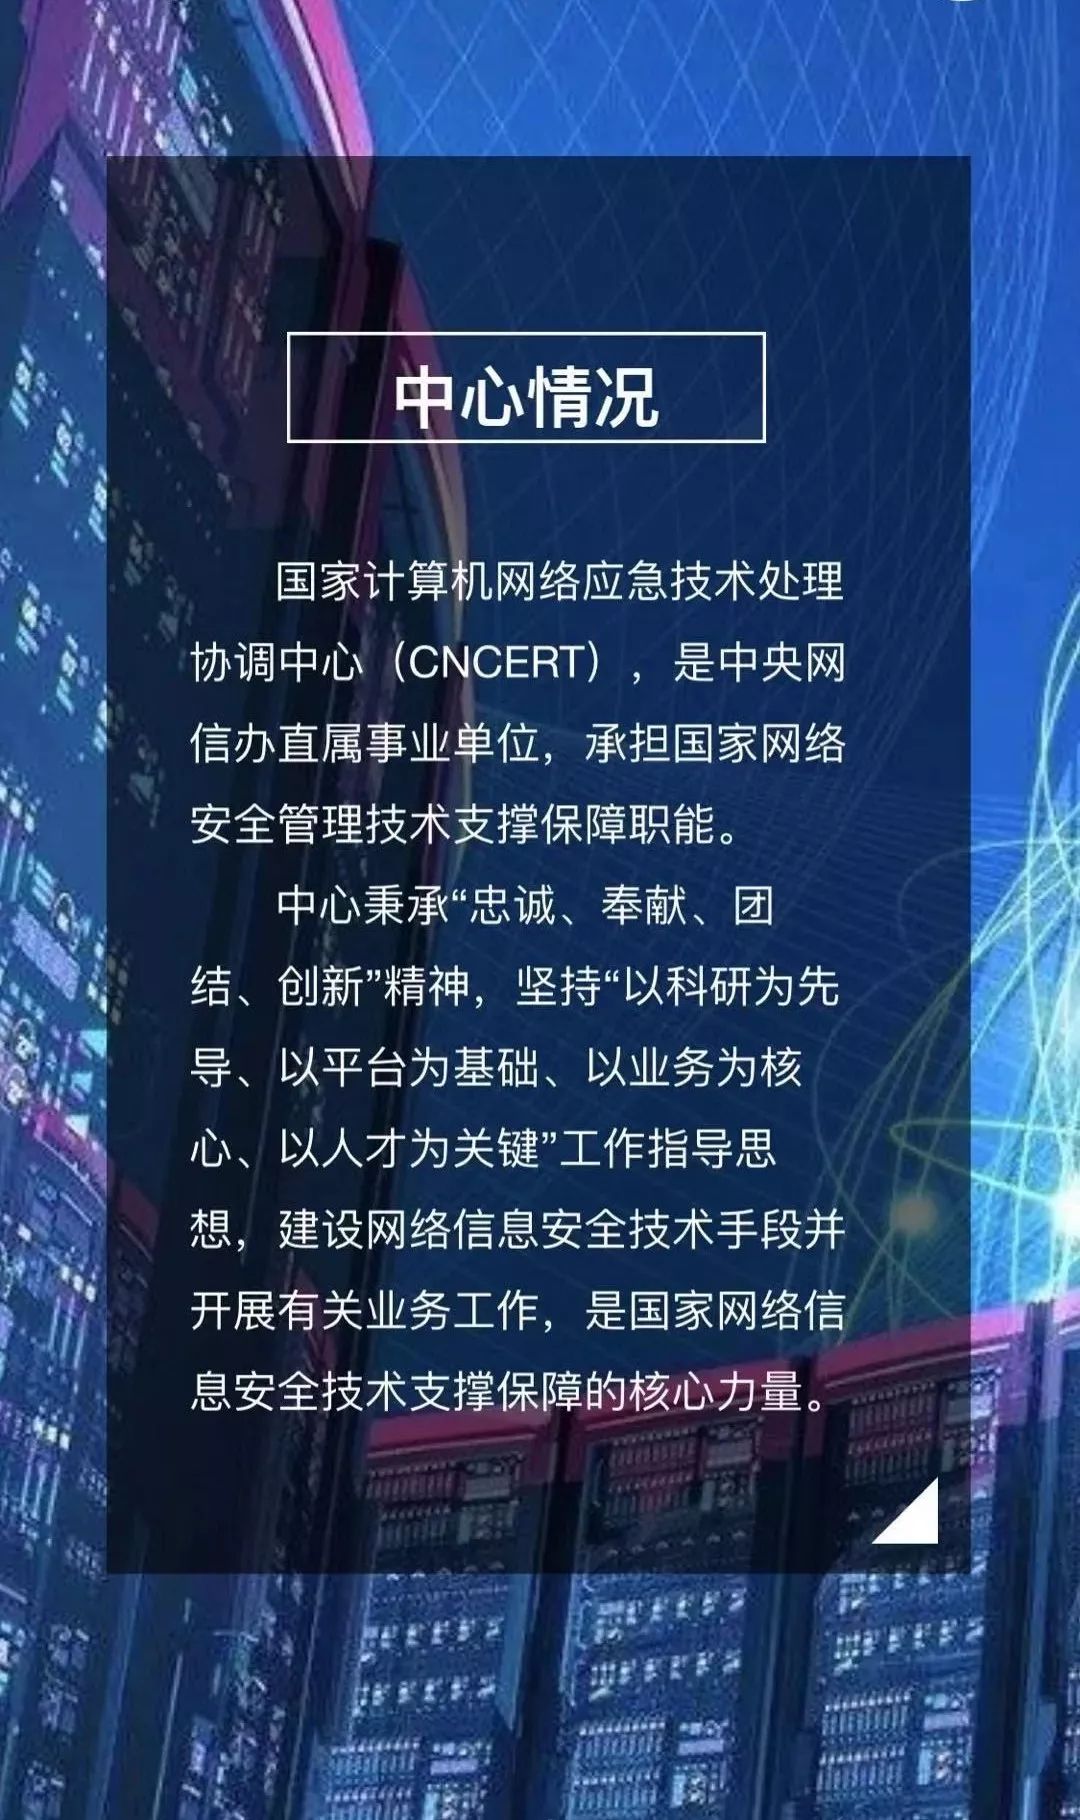 中心情况
国家计算机网络应急技术处理
协调中心（CNCERT），是中央网
信办直属事业单位，承担国家网络
安全管理技术支撑保障职能。
中心秉承“忠诚、奉献、团
结、创新”精神，坚持“以科研为先
导、以平台为基础、以业务为核
心、以人才为关键”工作指导思
想，建设网络信息安全技术手段并
开展有关业务工作，是国家网络信
息安全技术支撑保障的核心力量。